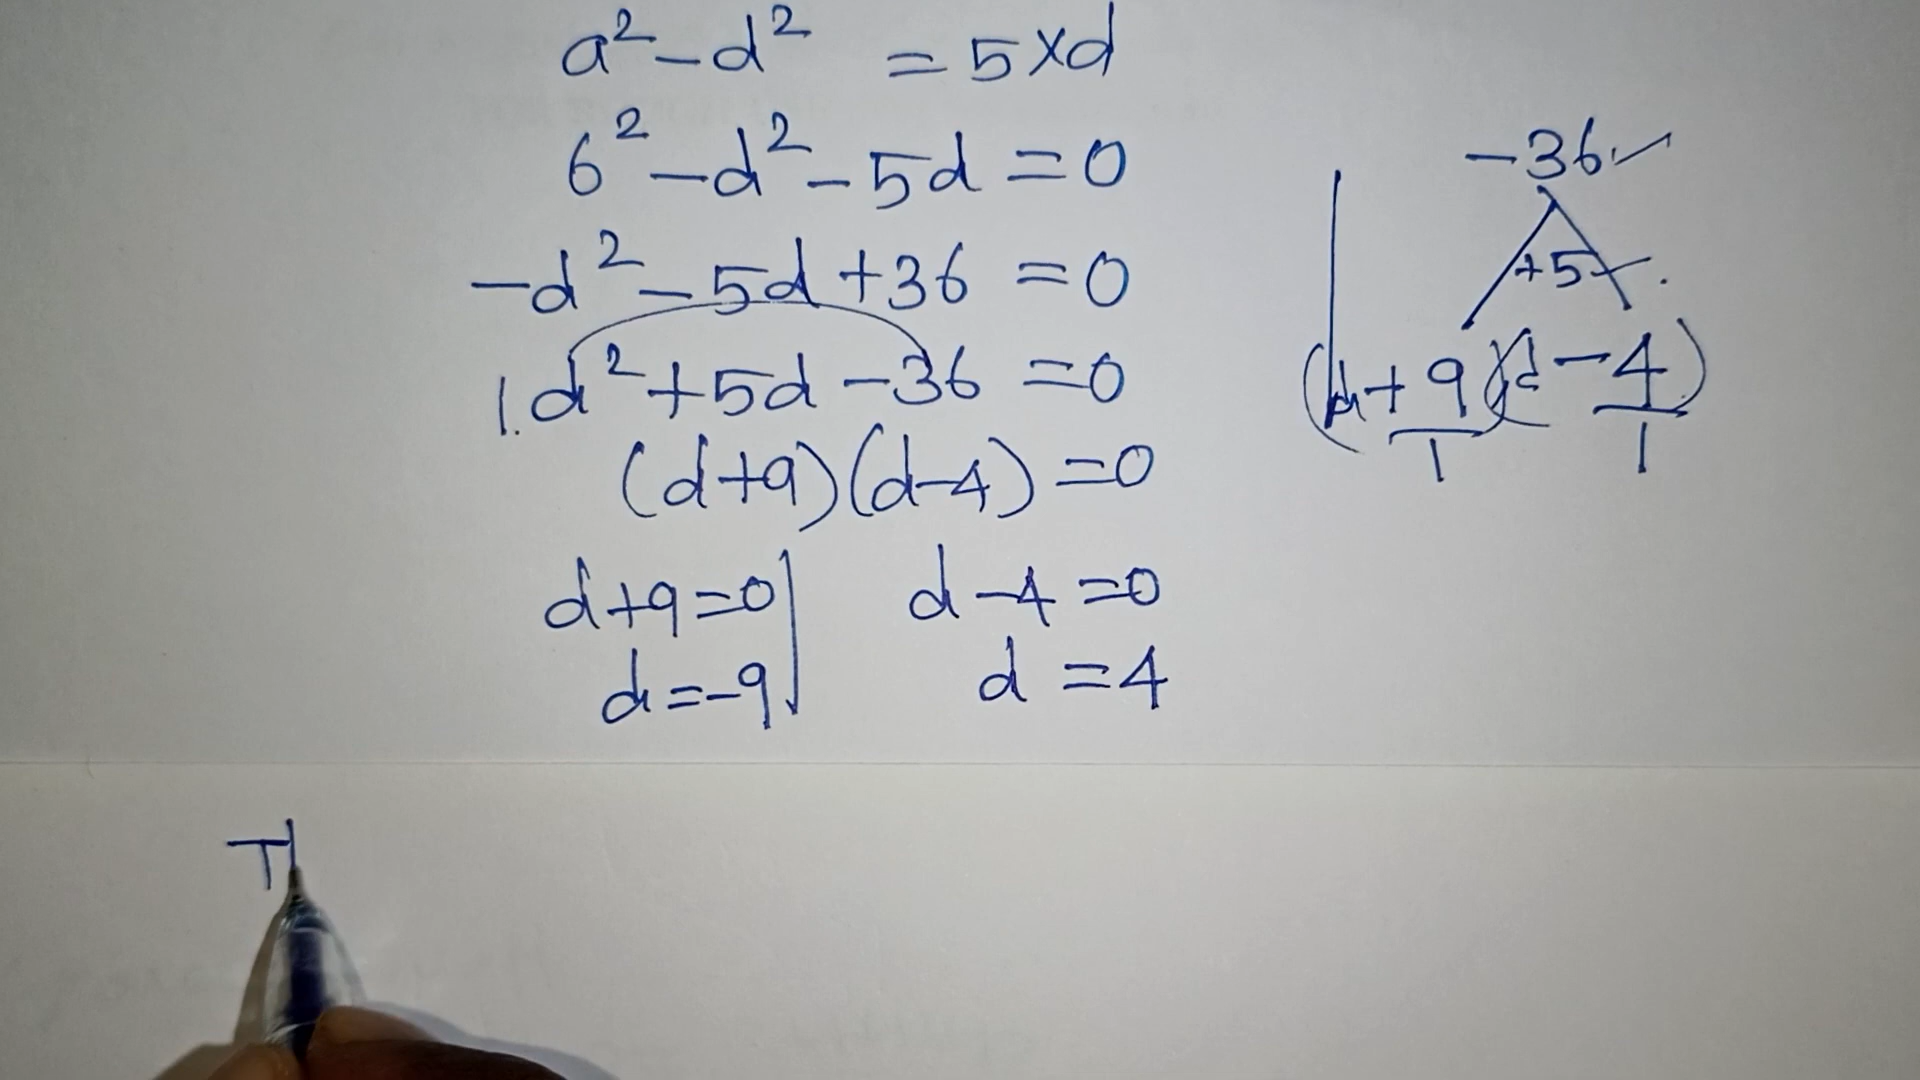 a² - d² = 5 × d
6² - d² - 5d = 0
-d² - 5d + 36 = 0
1. d² + 5d - 36 = 0
(d+9)(d-4) = 0
d+9=0 d-4=0
d=-9 d=4
-36
+5
(d+9)(d-4)
1 1
T